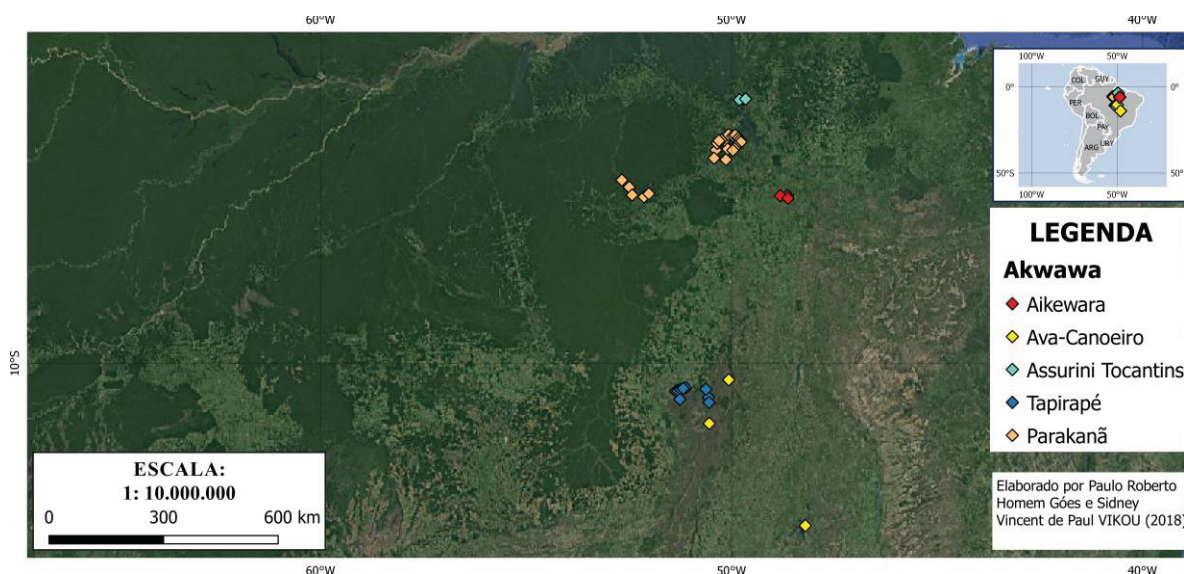 60°W 50°W 40°W
100°W 50°W
0°
COL
GUY
PER
BOL
PAY
ARG
URY
50°S
50°
100°W 50°W
10°S
LEGENDA
Akwawa
Aikewara
Ava-Canoeiro
Assurini Tocantins
Tapirapé
Parakanã
ESCALA:
1: 10.000.000
0 300 600 km
Elaborado por Paulo Roberto
Homem Góes e Sidney
Vincent de Paul VIKOU (2018)
60°W 50°W 40°W